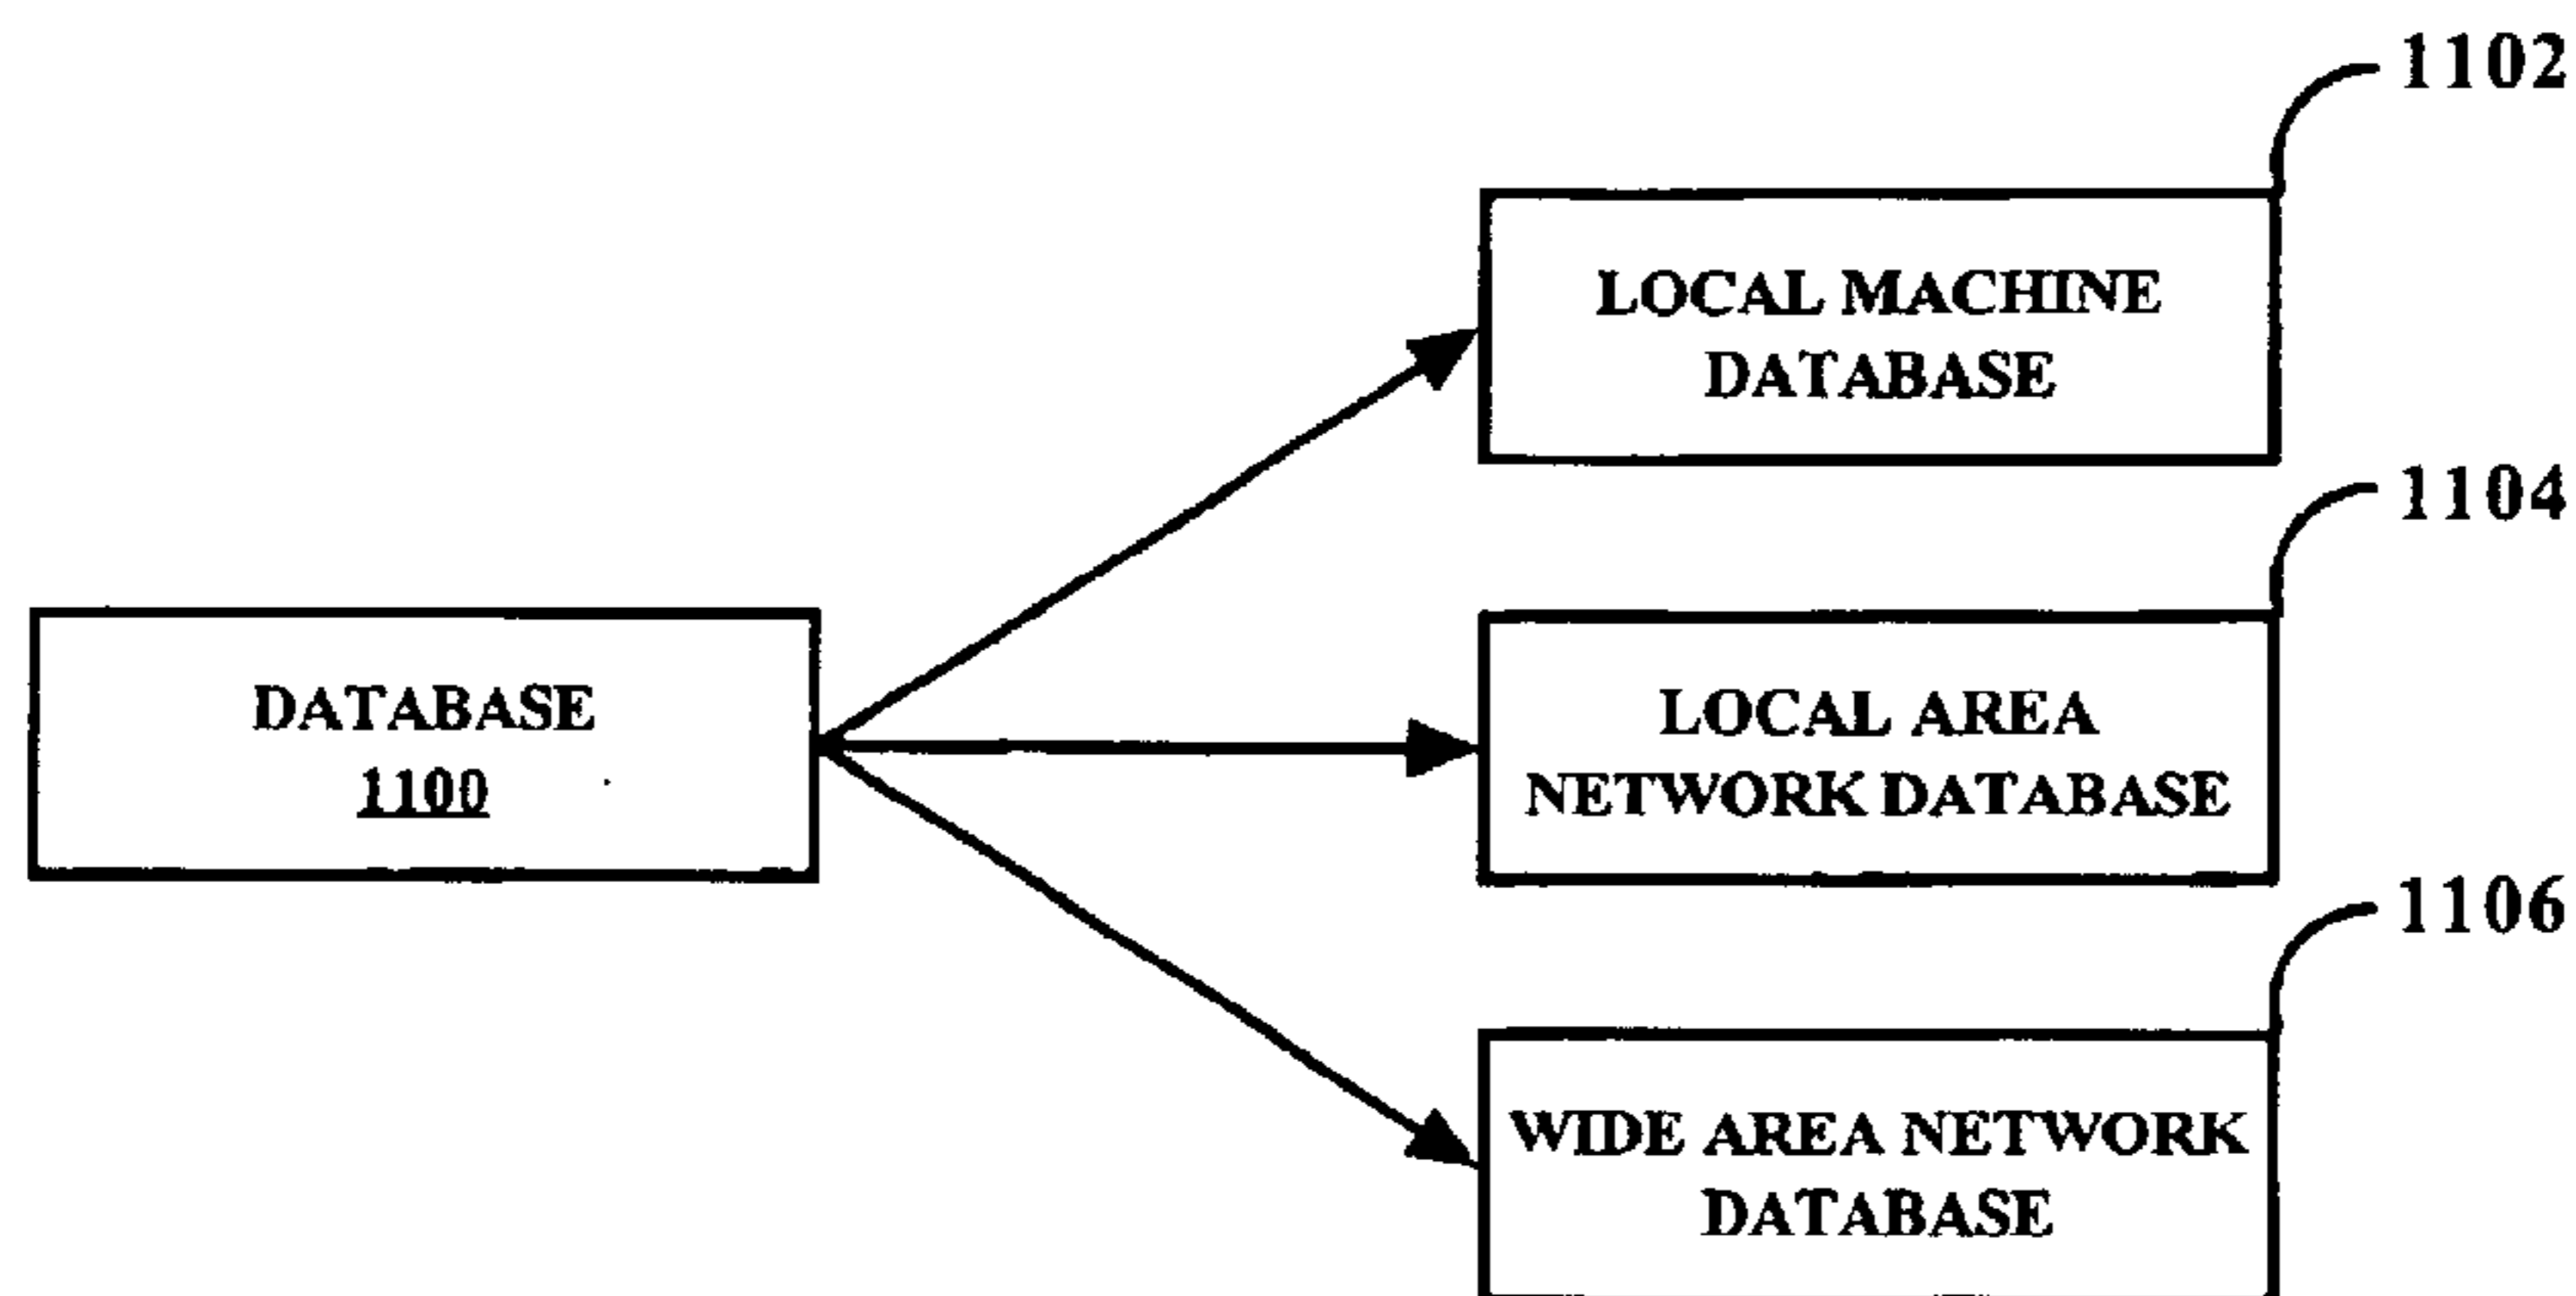 1102
LOCAL MACHINE
DATABASE
1104
DATABASE
1100
LOCAL AREA
NETWORK DATABASE
1106
WIDE AREA NETWORK
DATABASE